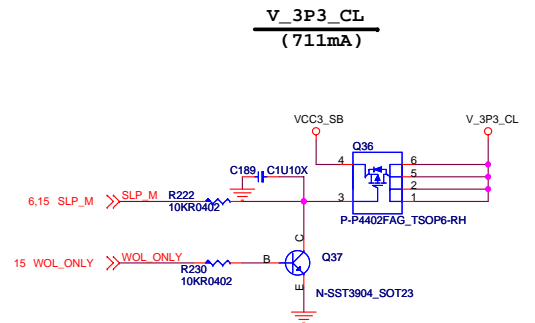 V_3P3_CL
(711mA)
VCC3_SB
V_3P3_CL
Q36
4
6
5
2
3
1
C189
C1U10X
P-P4402FAG_TSOP6-RH
6,15 SLP_M
SLP_M
R222
10KR0402
C
15 WOL_ONLY
WOL_ONLY
R230
10KR0402
B
Q37
E
N-SST3904_SOT23